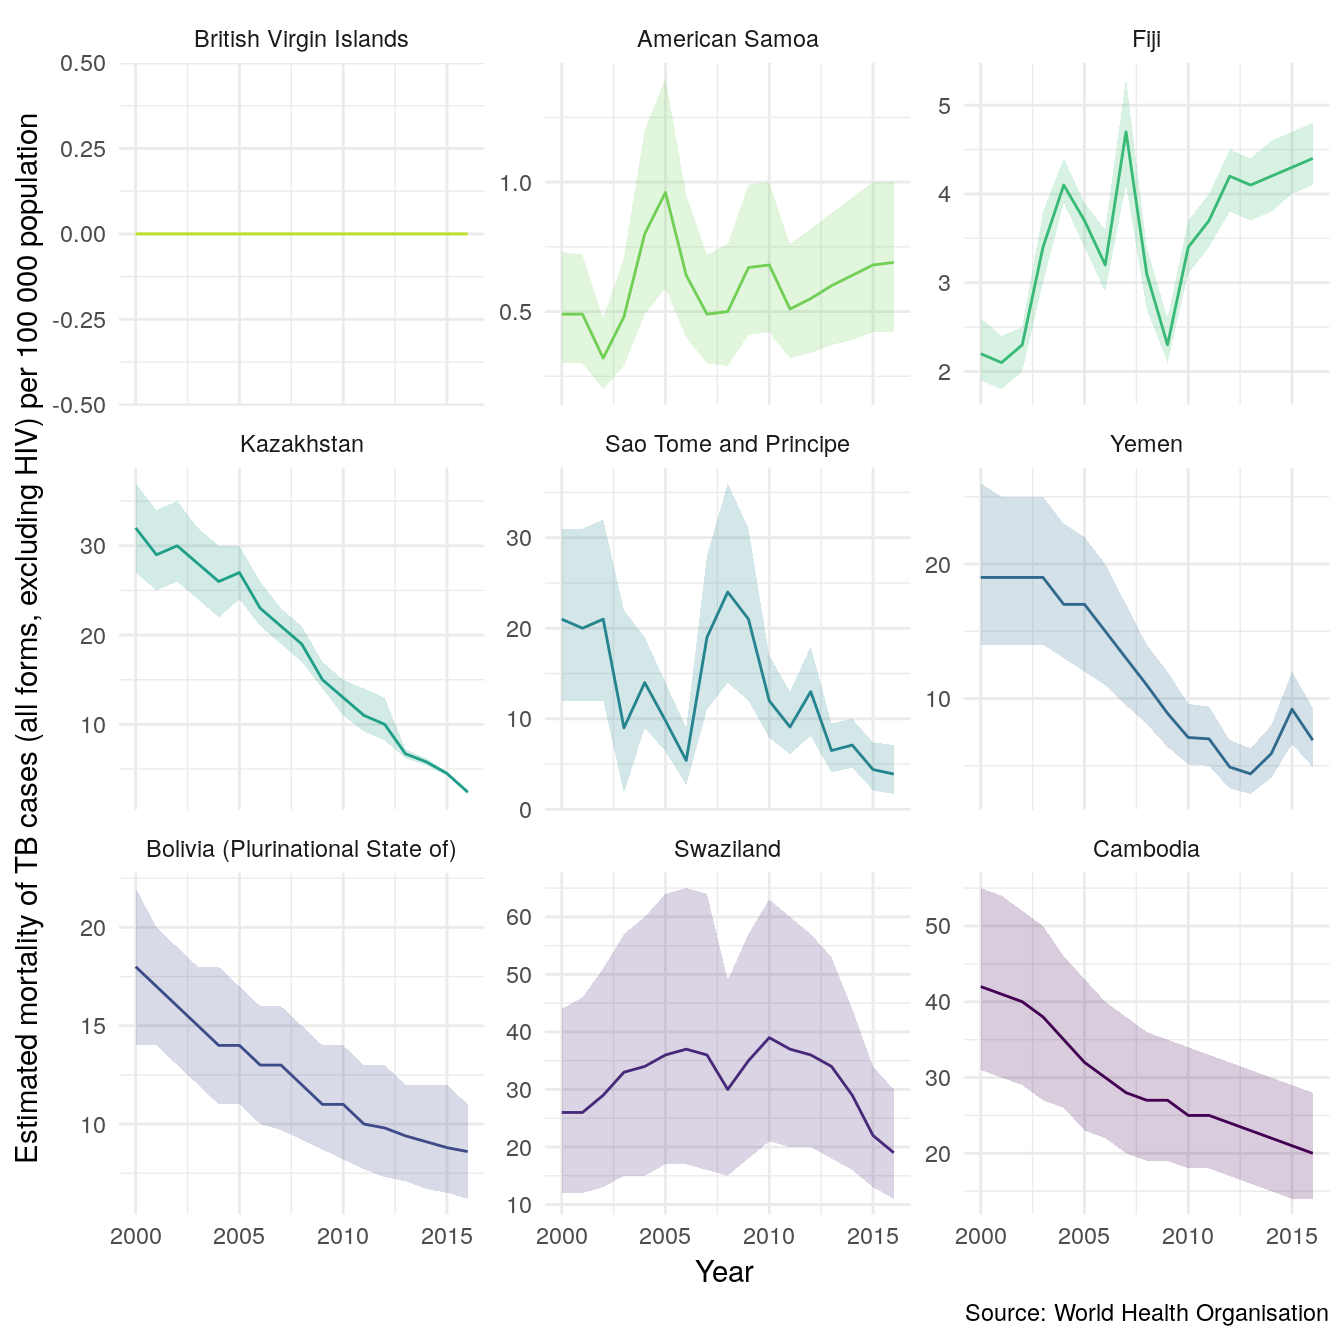 British Virgin Islands
American Samoa
Fiji
0.50
0.25
0.00
-0.25
-0.50
1.0
0.5
5
4
3
2
Kazakhstan
Sao Tome and Principe
Yemen
30
20
10
30
20
10
0
20
10
Bolivia (Plurinational State of)
Swaziland
Cambodia
20
15
10
60
50
40
30
20
10
50
40
30
20
2000 2005 2010 2015
2000 2005 2010 2015
2000 2005 2010 2015
Estimated mortality of TB cases (all forms, excluding HIV) per 100 000 population
Year
Source: World Health Organisation